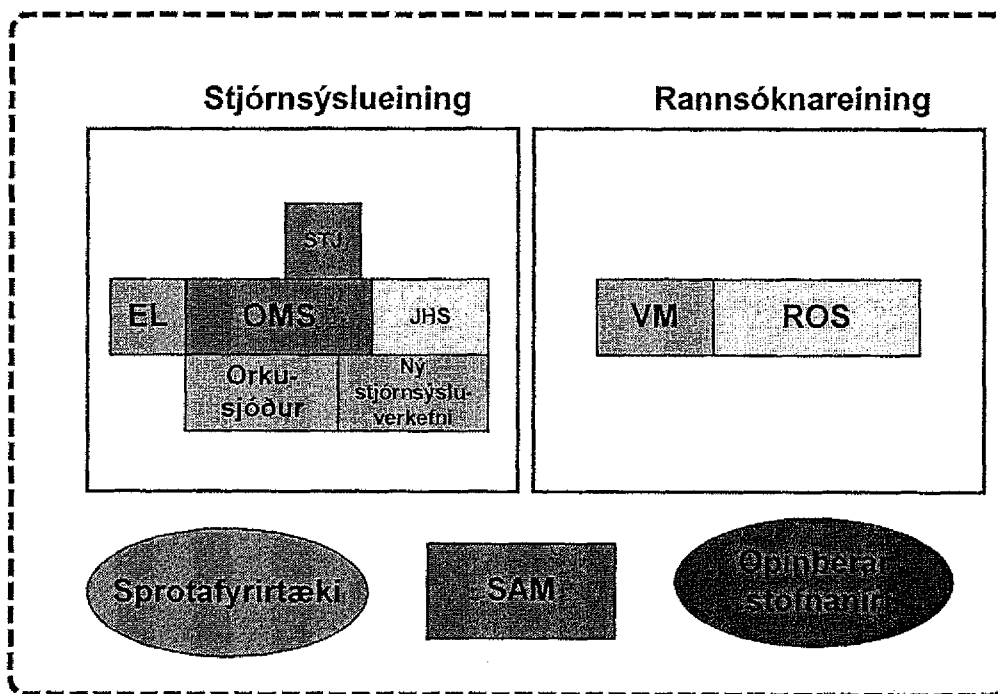 Stjórnsýslueining
Rannsóknareining
STJ
EL
OMS
JHS
Orku-
sjóður
Ný
stjórnsýslu-
verkefni
VM
ROS
Sprotafyrirtæki
SAM
Opinberar
stofnanir